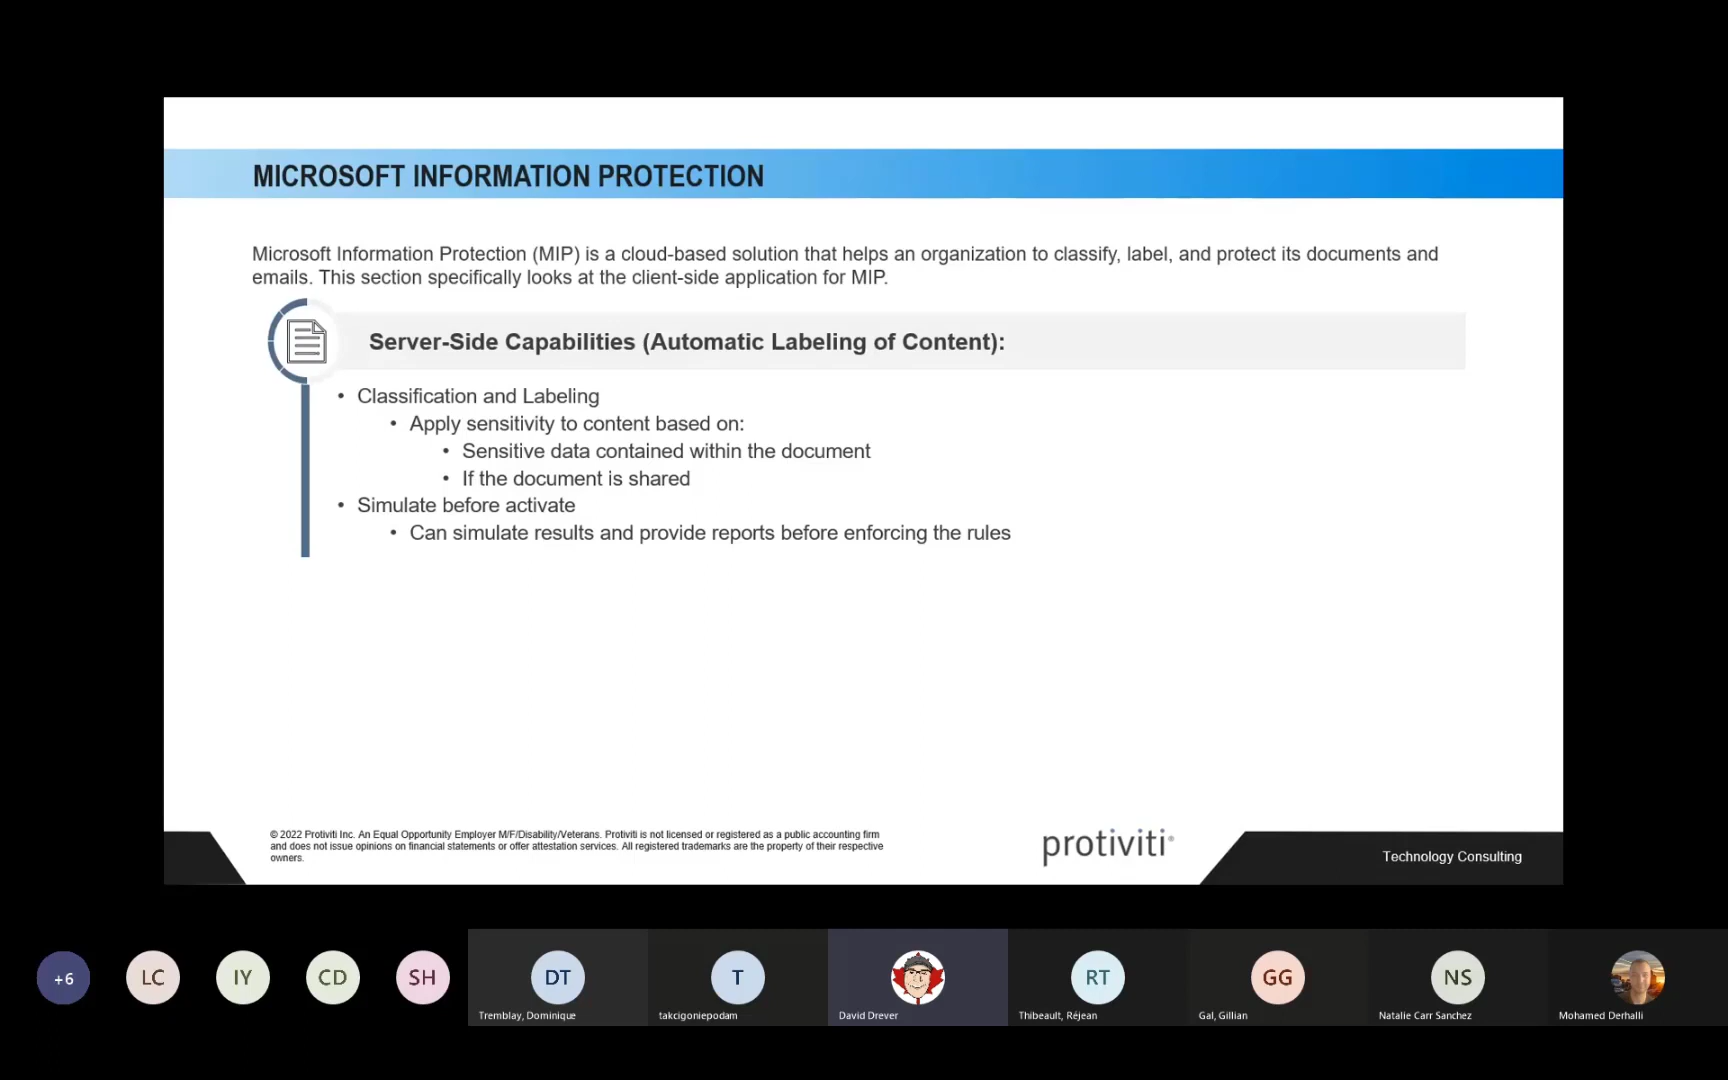 MICROSOFT INFORMATION PROTECTION
Microsoft Information Protection (MIP) is a cloud-based solution that helps an organization to classify, label, and protect its documents and
emails. This section specifically looks at the client-side application for MIP.
Server-Side Capabilities (Automatic Labeling of Content):
• Classification and Labeling
• Apply sensitivity to content based on:
• Sensitive data contained within the document
• If the document is shared
• Simulate before activate
• Can simulate results and provide reports before enforcing the rules
© 2022 Protiviti Inc. An Equal Opportunity Employer M/F/Disability/Veterans. Protiviti is not licensed or registered as a public accounting firm
and does not issue opinions on financial statements or offer attestation services. All registered trademarks are the property of their respective
owners.
protiviti®
Technology Consulting
+6
LC
IY
CD
SH
DT
T
RT
GG
NS
Tremblay, Dominique
takcigoniepodam
David Drever
Thibeault, Réjean
Gal, Gillian
Natalie Carr Sanchez
Mohamed Derhalli